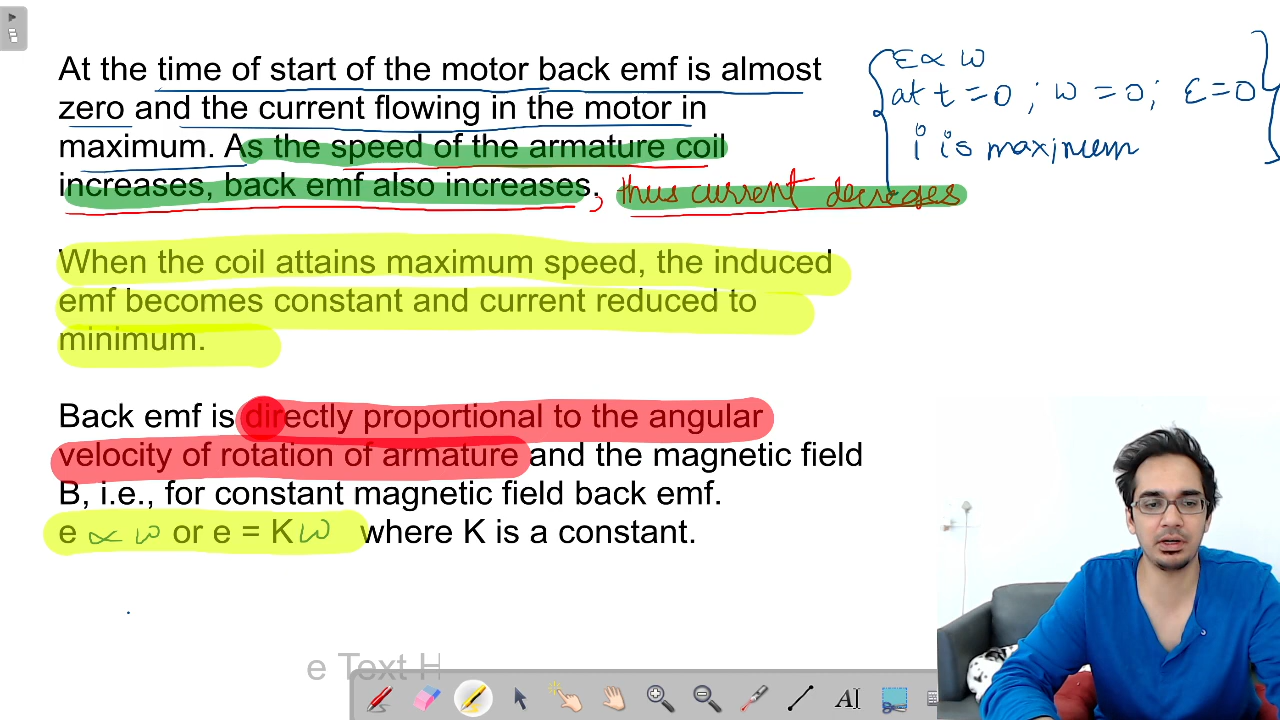 At the time of start of the motor back emf is almost
zero and the current flowing in the motor in
maximum. As the speed of the armature coil
increases, back emf also increases. , thus current decreases
ε ∝ ω
at t = 0 ; ω = 0 ; ε = 0
i is maximum
When the coil attains maximum speed, the induced
emf becomes constant and current reduced to
minimum.
Back emf is directly proportional to the angular
velocity of rotation of armature and the magnetic field
B, i.e., for constant magnetic field back emf.
e ∝ ω or e = Kω where K is a constant.
e Text H
AI